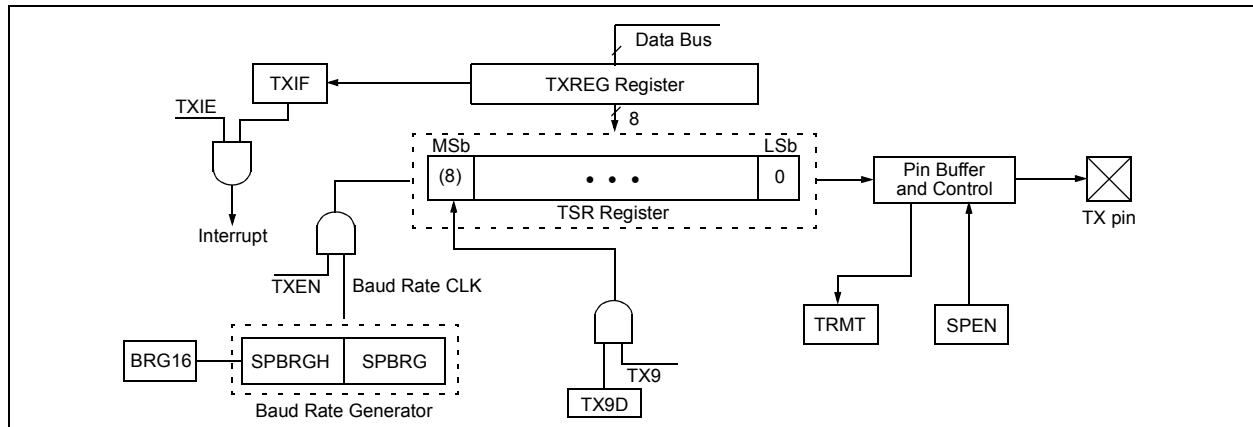 Data Bus
TXIF
TXREG Register
TXIE
8
MSb
LSb
(8)
• • •
0
Pin Buffer
and Control
TSR Register
TX pin
Interrupt
TXEN
Baud Rate CLK
TRMT
SPEN
BRG16
SPBRGH
SPBRG
TX9
TX9D
Baud Rate Generator